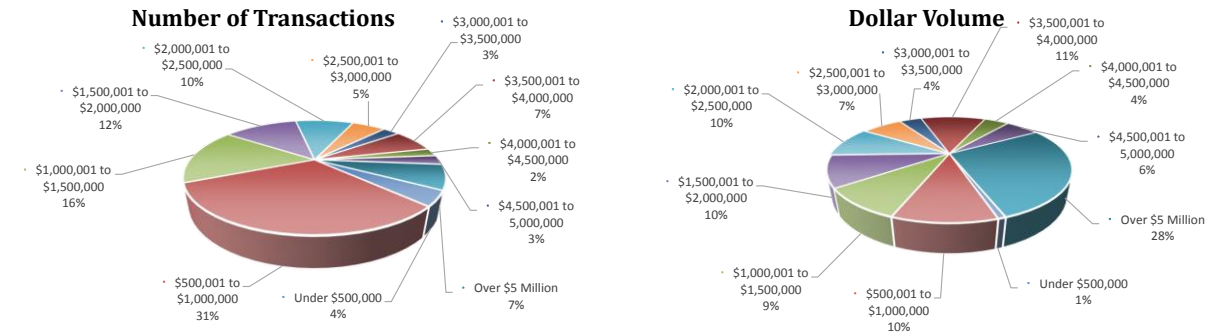 Number of Transactions
$2,000,001 to
$2,500,000
10%
$2,500,001 to
$3,000,000
5%
$3,000,001 to
$3,500,000
3%
$3,500,001 to
$4,000,000
7%
$4,000,001 to
$4,500,000
2%
$4,500,001 to
5,000,000
3%
Over $5 Million
7%
Under $500,000
4%
$500,001 to
$1,000,000
31%
$1,000,001 to
$1,500,000
16%
$1,500,001 to
$2,000,000
12%
Dollar Volume
$3,500,001 to
$4,000,000
11%
$4,000,001 to
$4,500,000
4%
$4,500,001 to
5,000,000
6%
Over $5 Million
28%
Under $500,000
1%
$500,001 to
$1,000,000
10%
$1,000,001 to
$1,500,000
9%
$1,500,001 to
$2,000,000
10%
$2,000,001 to
$2,500,000
10%
$2,500,001 to
$3,000,000
7%
$3,000,001 to
$3,500,000
4%